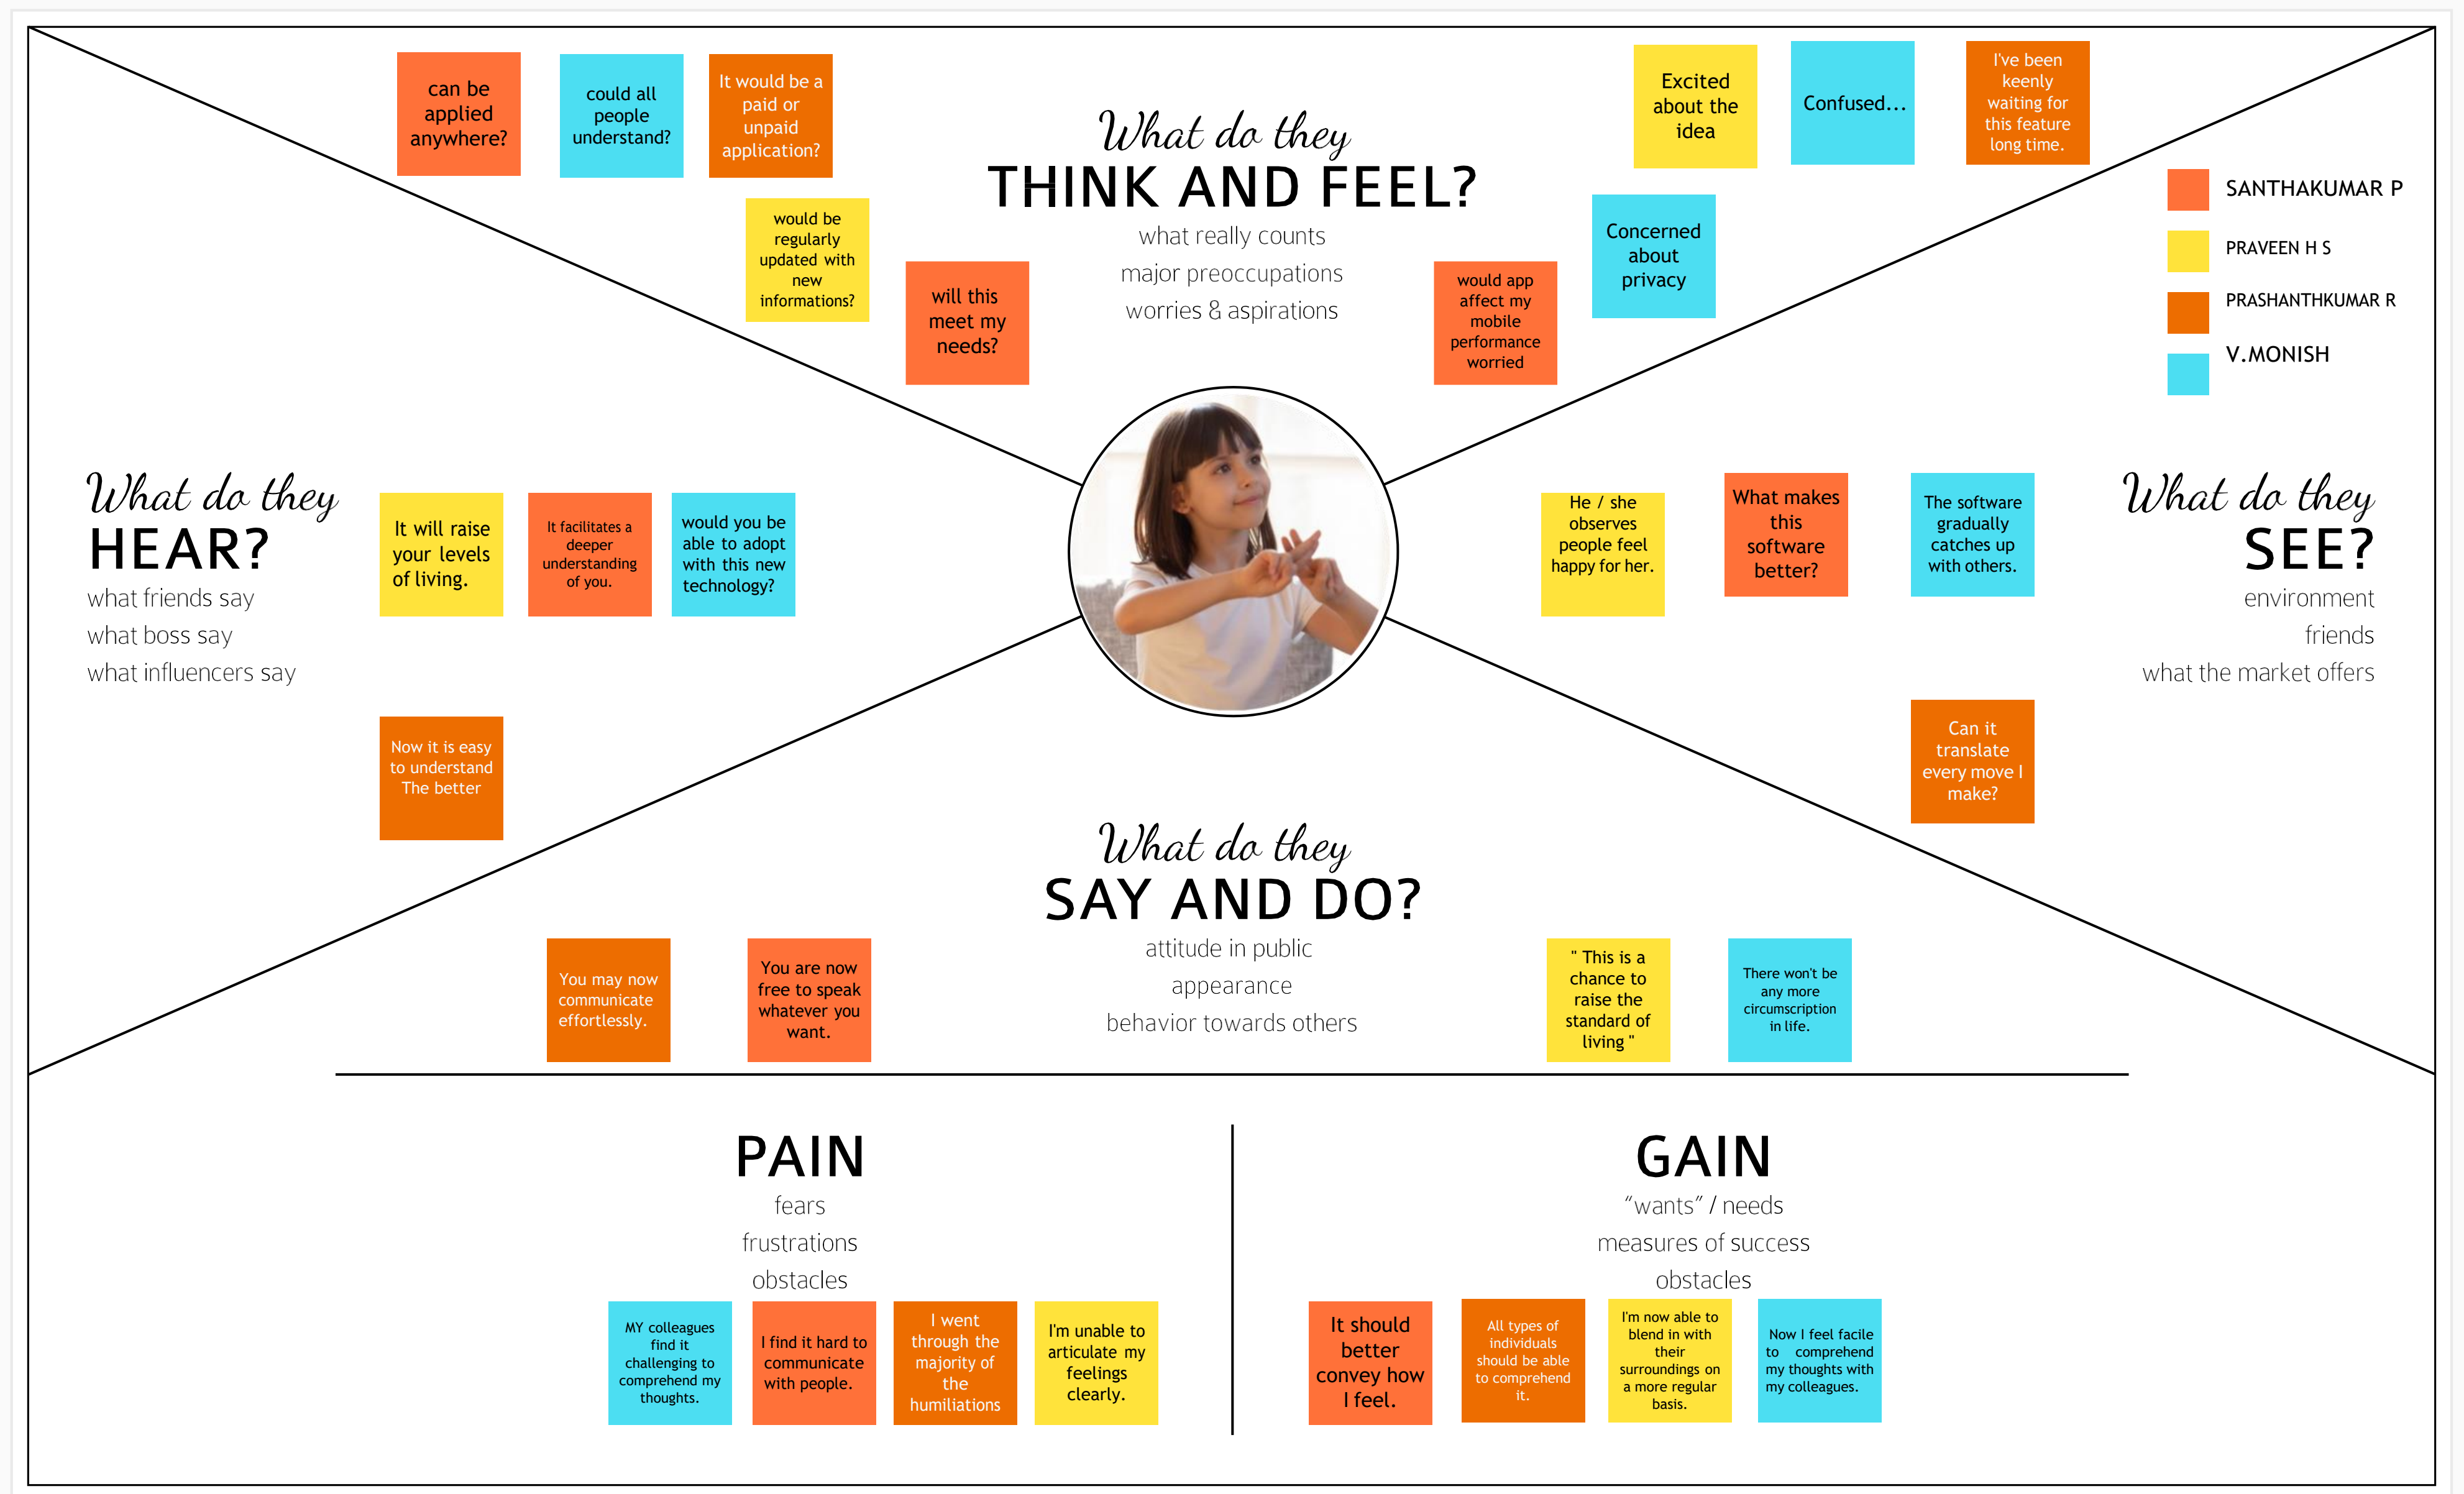 can be
applied
anywhere?
could all
people
understand?
It would be a
paid or
unpaid
application?
would be
regularly
updated with
new
informations?
will this
meet my
needs?
What do they
THINK AND FEEL?
what really counts
major preoccupations
worries & aspirations
Excited
about the
idea
Confused...
I've been
keenly
waiting for
this feature
long time.
Concerned
about
privacy
would app
affect my
mobile
performance
worried
SANTHAKUMAR P
PRAVEEN H S
PRASHANTHKUMAR R
V.MONISH
What do they
HEAR?
what friends say
what boss say
what influencers say
It will raise
your levels
of living.
It facilitates a
deeper
understanding
of you.
would you be
able to adopt
with this new
technology?
Now it is easy
to understand
The better
He / she
observes
people feel
happy for her.
What makes
this
software
better?
The software
gradually
catches up
with others.
What do they
SEE?
environment
friends
what the market offers
Can it
translate
every move I
make?
What do they
SAY AND DO?
attitude in public
appearance
behavior towards others
You may now
communicate
effortlessly.
You are now
free to speak
whatever you
want.
" This is a
chance to
raise the
standard of
living "
There won't be
any more
circumscription
in life.
PAIN
fears
frustrations
obstacles
MY colleagues
find it
challenging to
comprehend my
thoughts.
I find it hard to
communicate
with people.
I went
through the
majority of
the
humiliations
I'm unable to
articulate my
feelings
clearly.
GAIN
“wants” / needs
measures of success
obstacles
It should
better
convey how
I feel.
All types of
individuals
should be able
to comprehend
it.
I'm now able to
blend in with
their
surroundings on
a more regular
basis.
Now I feel facile
to comprehend
my thoughts with
my colleagues.